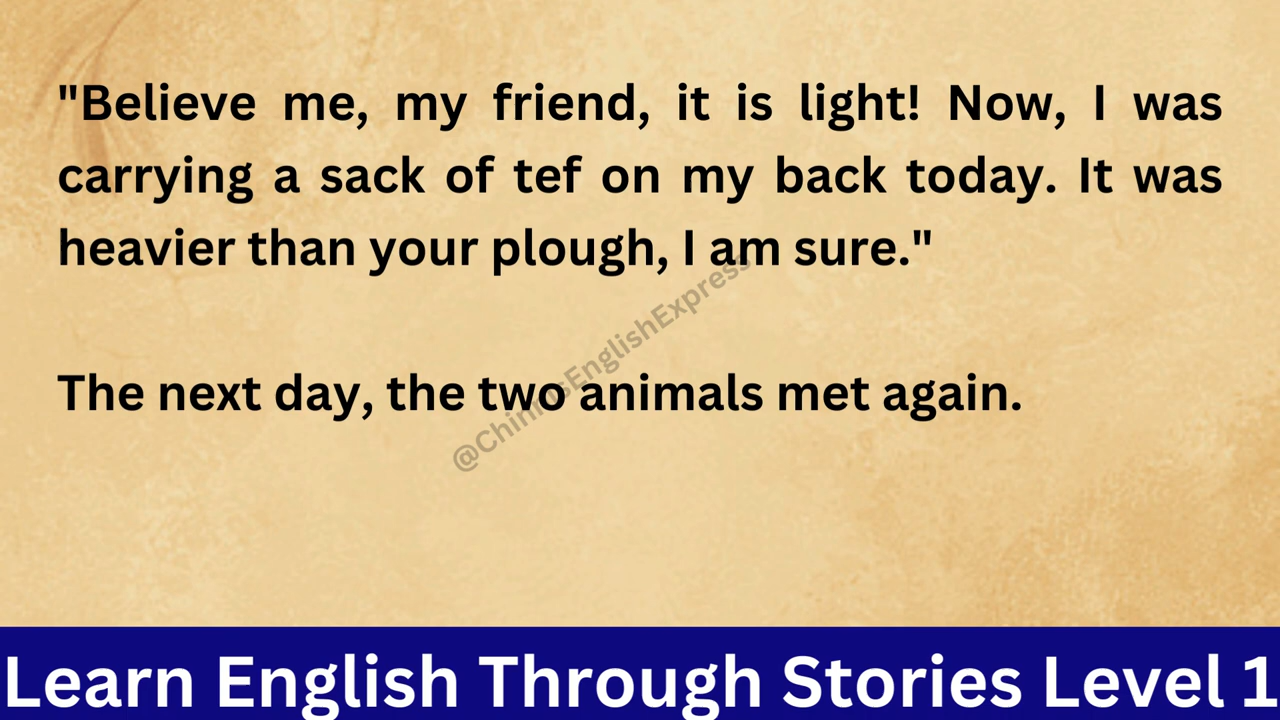 "Believe me, my friend, it is light! Now, I was
carrying a sack of tef on my back today. It was
heavier than your plough, I am sure."
The next day, the two animals met again.
Learn English Through Stories Level 1